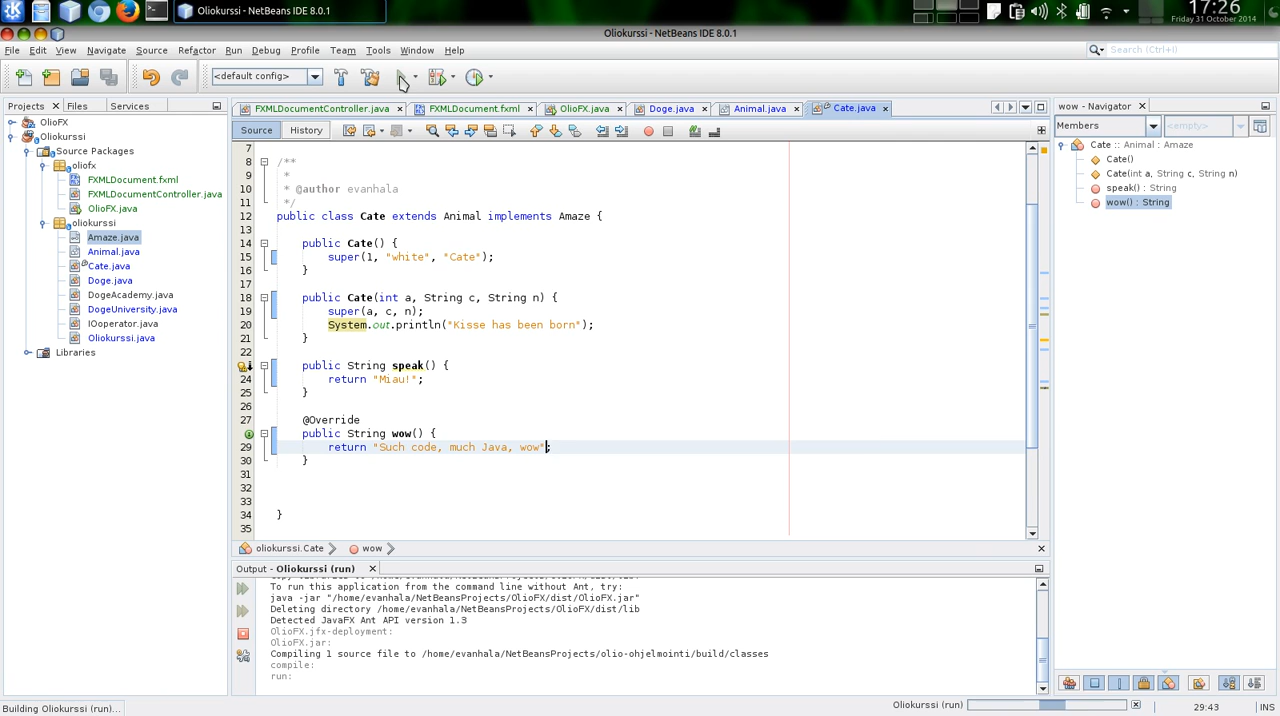 Oliokurssi - NetBeans IDE 8.0.1
17:26
Friday 31 October 2014
Oliokurssi - NetBeans IDE 8.0.1
File Edit View Navigate Source Refactor Run Debug Profile Team Tools Window Help
Search (Ctrl+I)
<default config>
Projects Files Services
FXMLDocumentController.java FXMLDocument.fxml OlioFX.java Doge.java Animal.java Cate.java
wow - Navigator
Source History
Members
<empty>
OlioFX
Oliokurssi
Source Packages
oliofx
FXMLDocument.fxml
FXMLDocumentController.java
OlioFX.java
oliokurssi
Amaze.java
Animal.java
Cate.java
Doge.java
DogeAcademy.java
DogeUniversity.java
IOoperator.java
Oliokurssi.java
Libraries
7
8 /**
9 *
10 * @author evanhala
11 */
12 public class Cate extends Animal implements Amaze {
13
14 public Cate() {
15 super(1, "white", "Cate");
16 }
17
18 public Cate(int a, String c, String n) {
19 super(a, c, n);
20 System.out.println("Kisse has been born");
21 }
22
public String speak() {
24 return "Miau!";
25 }
26
27 @Override
public String wow() {
29 return "Such code, much Java, wow";
30 }
31
32
33
34 }
35
Cate :: Animal : Amaze
Cate()
Cate(int a, String c, String n)
speak() : String
wow() : String
oliokurssi.Cate wow
Output - Oliokurssi (run)
To run this application from the command line without Ant, try:
java -jar "/home/evanhala/NetBeansProjects/OlioFX/dist/OlioFX.jar"
Deleting directory /home/evanhala/NetBeansProjects/OlioFX/dist/lib
Detected JavaFX Ant API version 1.3
OlioFX.jfx-deployment:
OlioFX.jar:
Compiling 1 source file to /home/evanhala/NetBeansProjects/olio-ohjelmointi/build/classes
compile:
run:
Building Oliokurssi (run)...
Oliokurssi (run)
29:43
INS